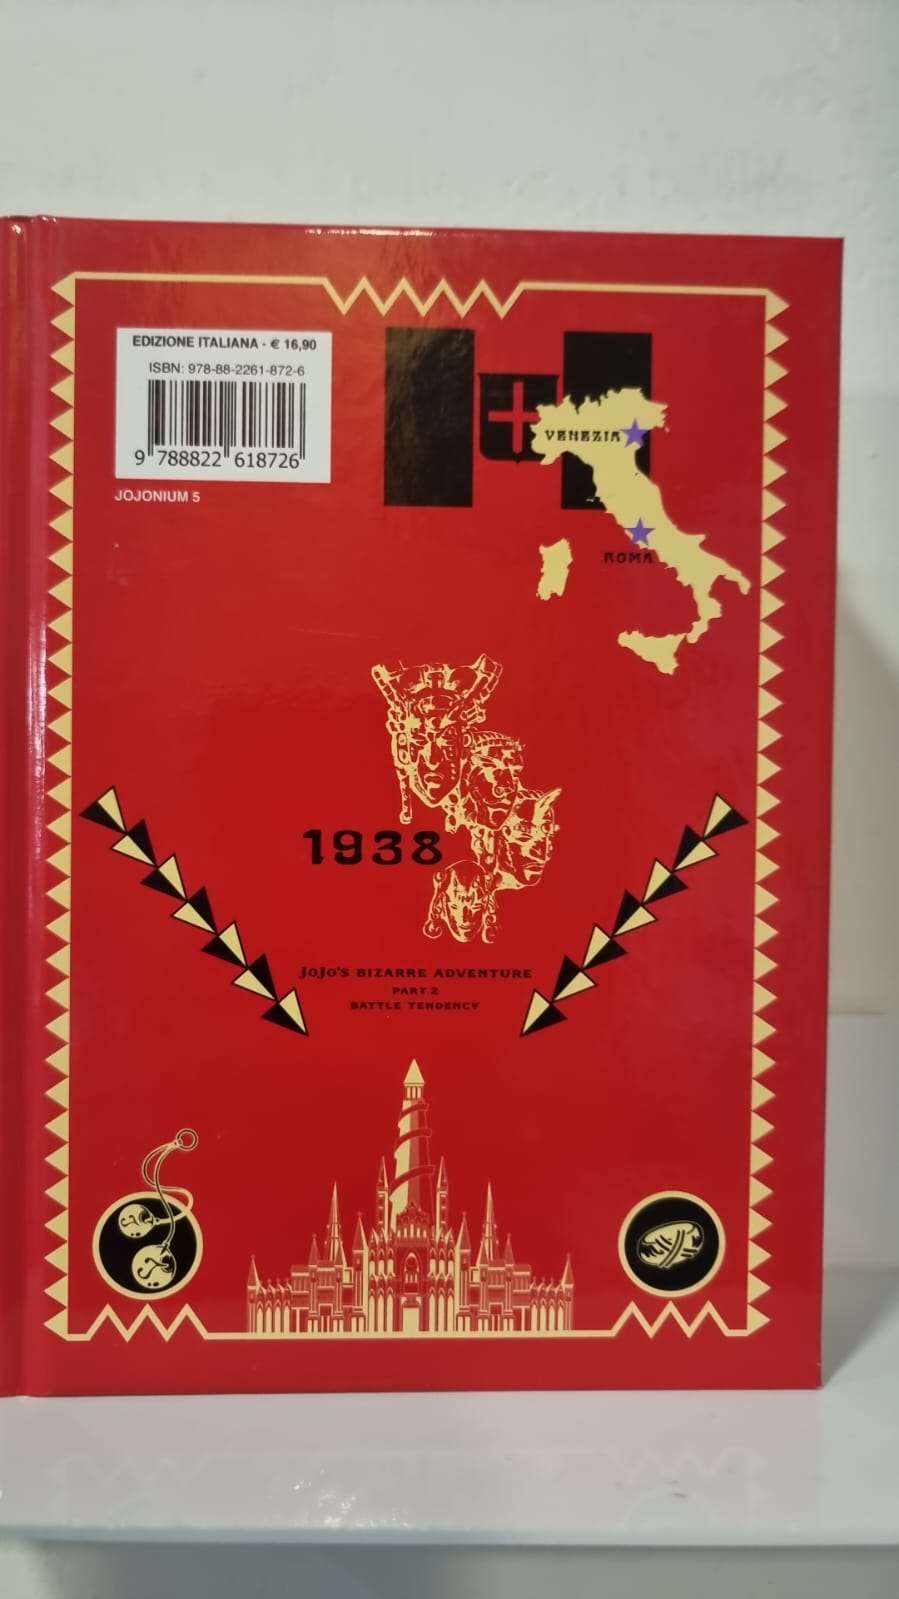 EDIZIONE ITALIANA - € 16,90
ISBN: 978-88-2261-872-6
9 788822 618726
JOJONIUM 5
VENEZIA
ROMA
1938
JoJo's BIZARRE ADVENTURE
PART 2
BATTLE TENDENCY